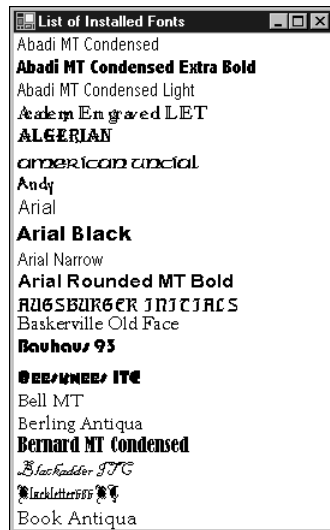 List of Installed Fonts
Abadi MT Condensed
Abadi MT Condensed Extra Bold
Abadi MT Condensed Light
Academy Engraved LET
ALGERIAN
american uncial
Andy
Arial
Arial Black
Arial Narrow
Arial Rounded MT Bold
AUGSBURGER INITIALS
Baskerville Old Face
Bauhaus 93
BEESKNEES ITC
Bell MT
Berling Antiqua
Bernard MT Condensed
Blackadder ITC
Blackletter686 BT
Book Antiqua